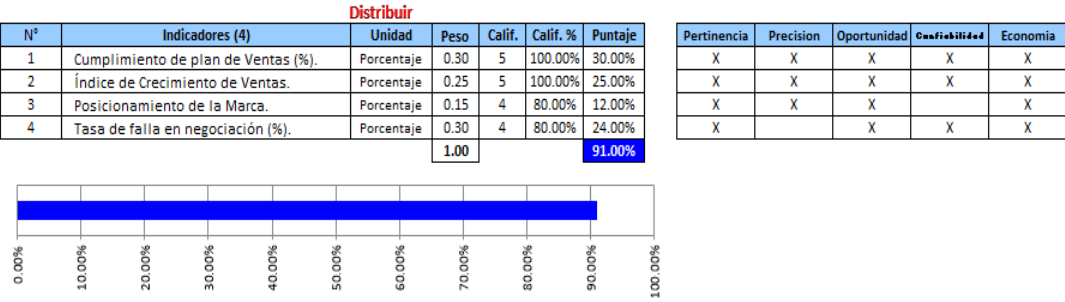 Distribuir
N° Indicadores (4) Unidad Peso Calif. Calif. % Puntaje Pertinencia Precision Oportunidad Confiabilidad Economia
1 Cumplimiento de plan de Ventas (%). Porcentaje 0.30 5 100.00% 30.00% X X X X X
2 Índice de Crecimiento de Ventas. Porcentaje 0.25 5 100.00% 25.00% X X X X X
3 Posicionamiento de la Marca. Porcentaje 0.15 4 80.00% 12.00% X X X X
4 Tasa de falla en negociación (%). Porcentaje 0.30 4 80.00% 24.00% X X X X
1.00 91.00%
0.00% 10.00% 20.00% 30.00% 40.00% 50.00% 60.00% 70.00% 80.00% 90.00% 100.00%